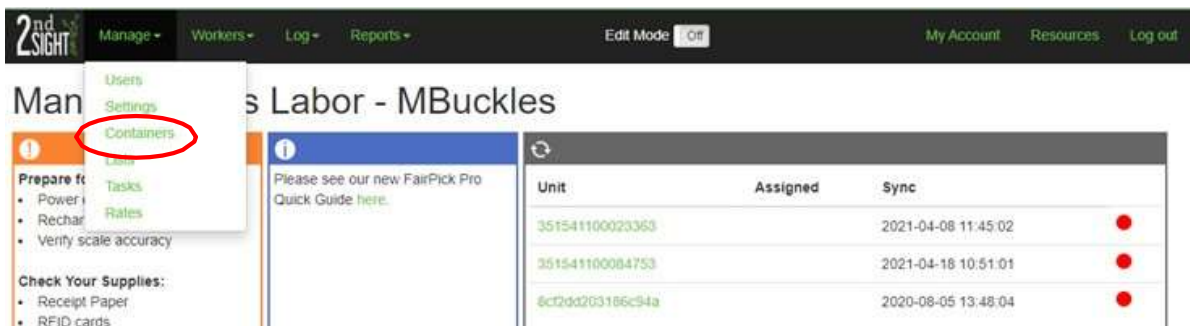 2nd SIGHT
Manage Workers Log Reports Edit Mode Off My Account Resources Log out
Users
Settings
Containers
Tasks
Rates
Man s Labor - MBuckles
Prepare fo
• Power
• Rechar
• Verify scale accuracy
Check Your Supplies:
• Receipt Paper
• RFID cards
Please see our new FairPick Pro
Quick Guide here.
Unit Assigned Sync
351541100023363 2021-04-08 11:45:02
351541100084753 2021-04-18 10:51:01
8cf2dd203186c94a 2020-08-05 13:48:04